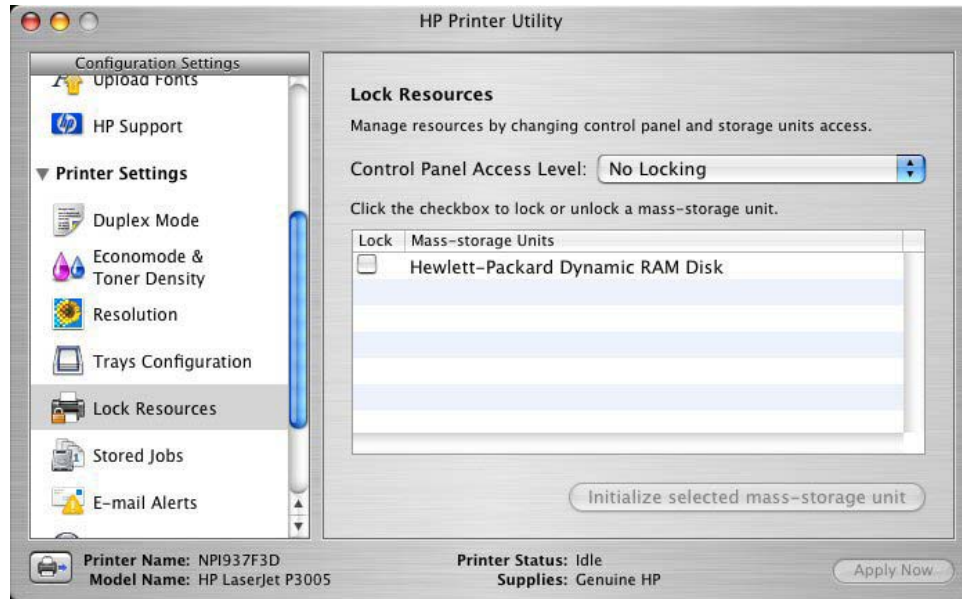 HP Printer Utility
Configuration Settings
Upload Fonts
HP Support
Printer Settings
Duplex Mode
Economode &
Toner Density
Resolution
Trays Configuration
Lock Resources
Stored Jobs
E-mail Alerts
Lock Resources
Manage resources by changing control panel and storage units access.
Control Panel Access Level: No Locking
Click the checkbox to lock or unlock a mass-storage unit.
Lock Mass-storage Units
Hewlett-Packard Dynamic RAM Disk
Initialize selected mass-storage unit
Printer Name: NPI937F3D
Model Name: HP LaserJet P3005
Printer Status: Idle
Supplies: Genuine HP
Apply Now